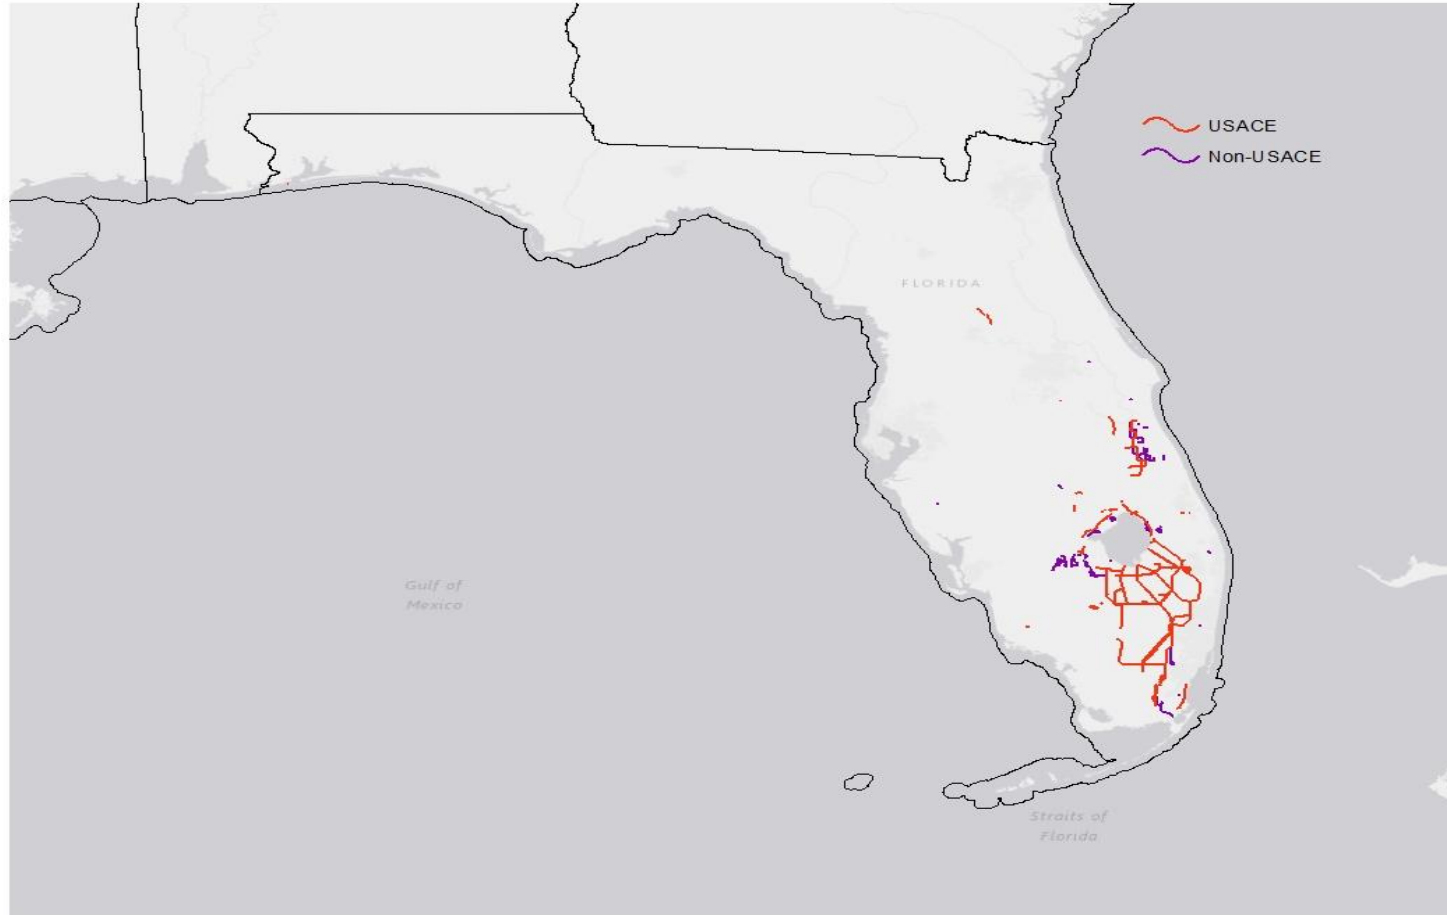 USACE
Non-USACE
FLORIDA
Gulf of
Mexico
Straits of
Florida